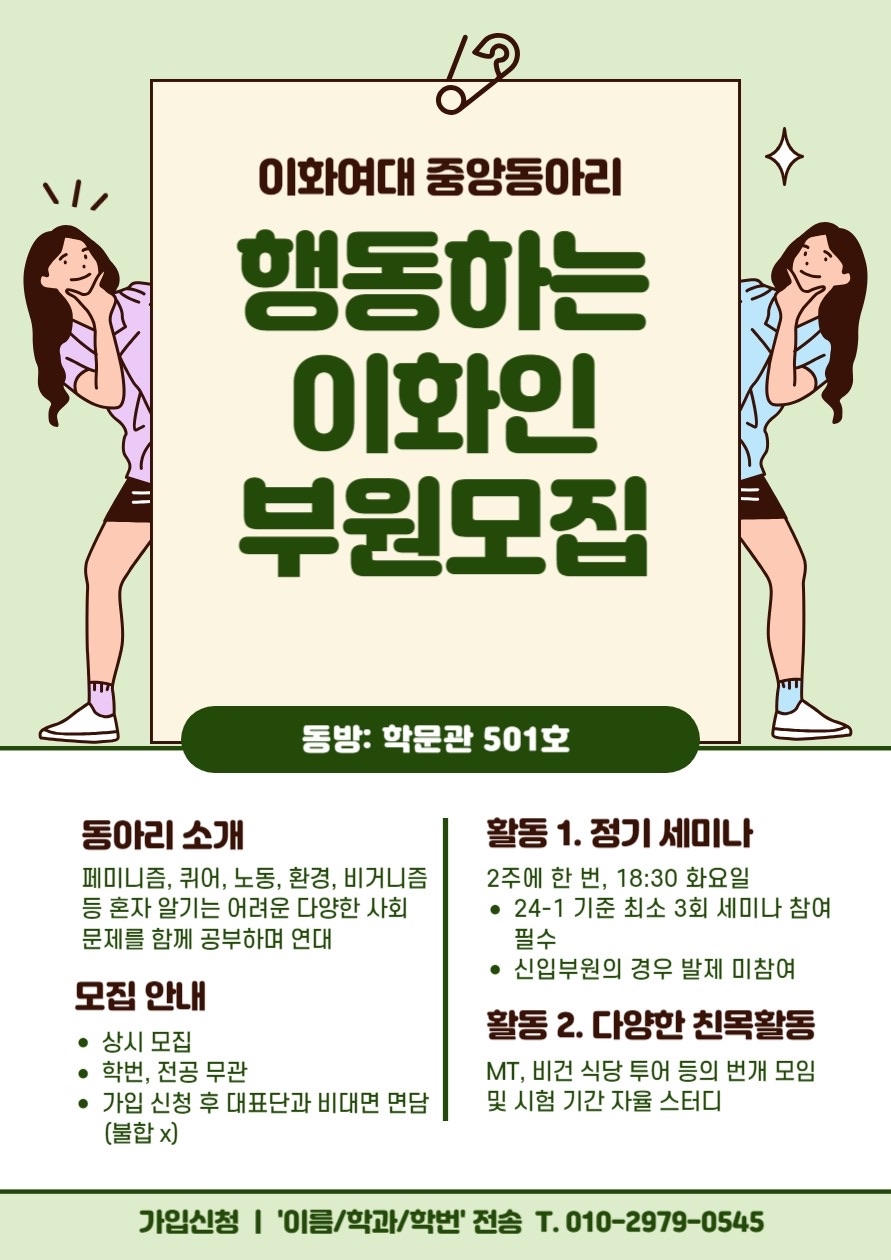 이화여대 중앙동아리
행동하는
이화인
부원모집
동방: 학문관 501호
동아리 소개
페미니즘, 퀴어, 노동, 환경, 비거니즘
등 혼자 알기는 어려운 다양한 사회
문제를 함께 공부하며 연대
모집 안내
• 상시 모집
• 학번, 전공 무관
• 가입 신청 후 대표단과 비대면 면담
(불합 x)
활동 1. 정기 세미나
2주에 한 번, 18:30 화요일
• 24-1 기준 최소 3회 세미나 참여
필수
• 신입부원의 경우 발제 미참여
활동 2. 다양한 친목활동
MT, 비건 식당 투어 등의 번개 모임
및 시험 기간 자율 스터디
가입신청 | '이름/학과/학번' 전송 T. 010-2979-0545